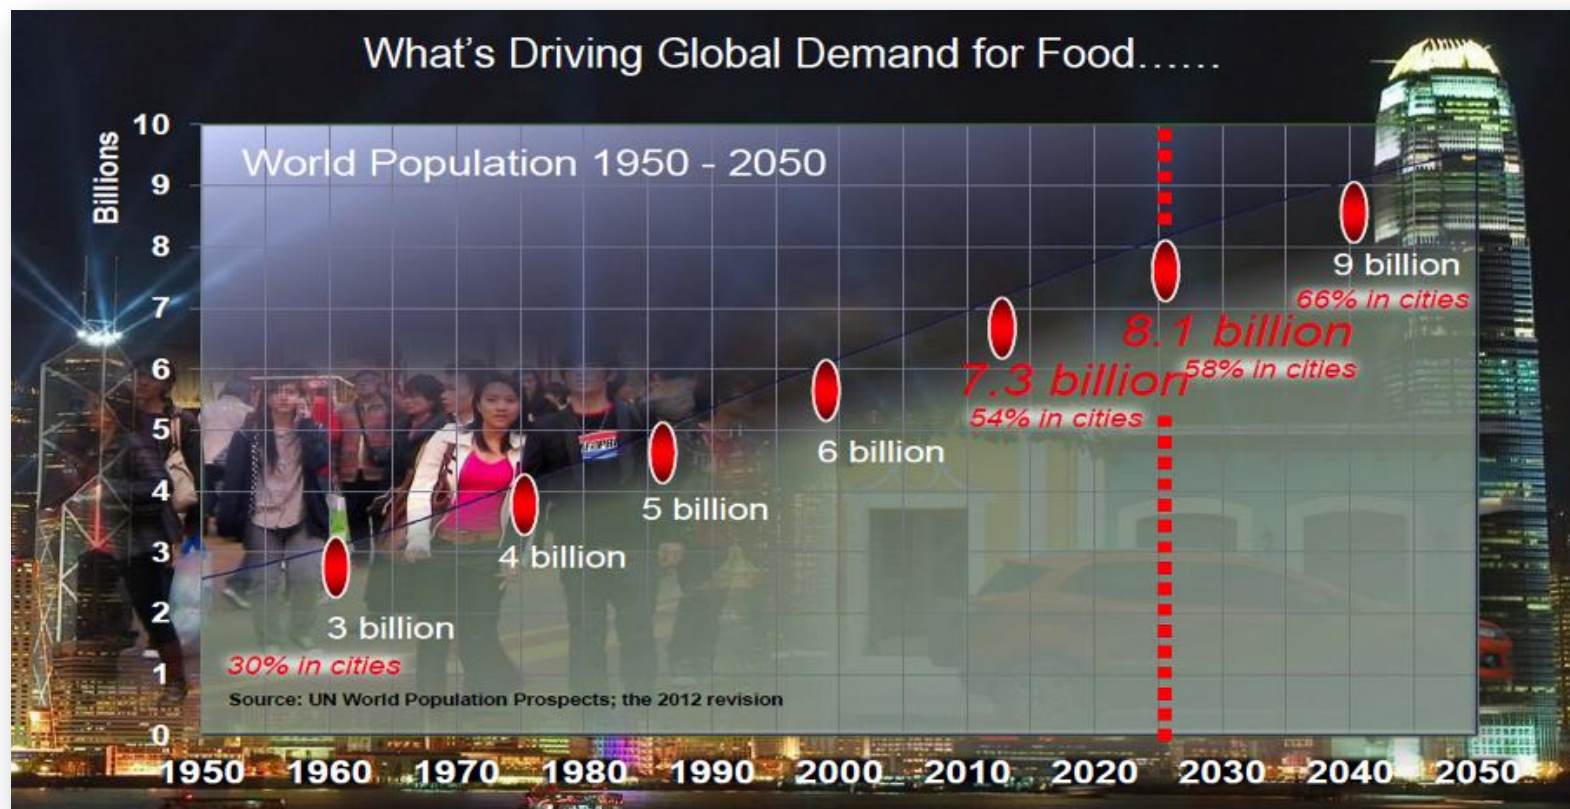 What's Driving Global Demand for Food......
Billions
World Population 1950 - 2050
10
9
8
7
6
5
4
3
2
1
0
9 billion
66% in cities
8.1 billion
58% in cities
7.3 billion
54% in cities
6 billion
5 billion
4 billion
3 billion
30% in cities
Source: UN World Population Prospects; the 2012 revision
1950 1960 1970 1980 1990 2000 2010 2020 2030 2040 2050